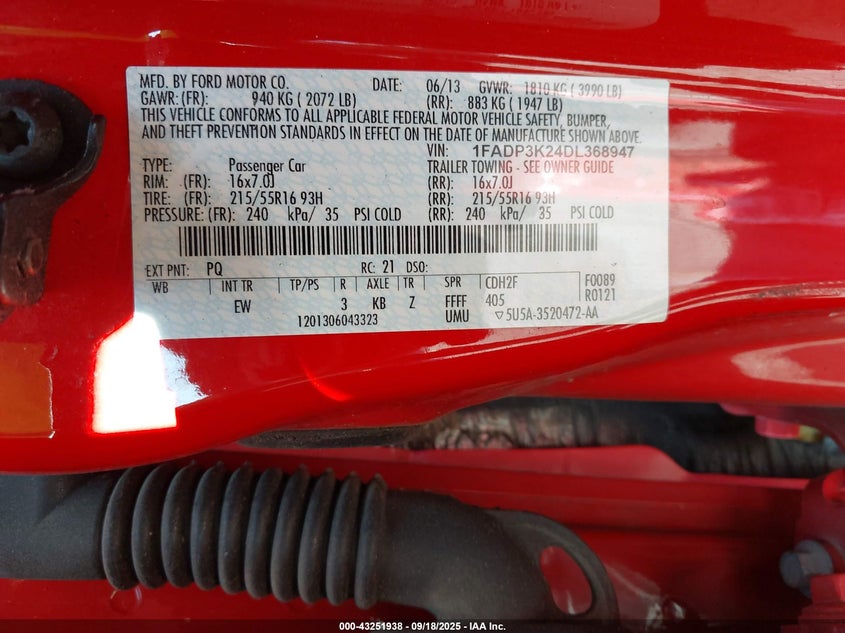 MFD. BY FORD MOTOR CO. DATE: 06/13 GVWR: 1810 KG ( 3990 LB)
GAWR: (FR): 940 KG ( 2072 LB) (RR): 883 KG ( 1947 LB)
THIS VEHICLE CONFORMS TO ALL APPLICABLE FEDERAL MOTOR VEHICLE SAFETY, BUMPER,
AND THEFT PREVENTION STANDARDS IN EFFECT ON THE DATE OF MANUFACTURE SHOWN ABOVE.
VIN: 1FADP3K24DL368947
TYPE: Passenger Car TRAILER TOWING - SEE OWNER GUIDE
RIM: (FR): 16x7.0J (RR): 16x7.0J
TIRE: (FR): 215/55R16 93H (RR): 215/55R16 93H
PRESSURE: (FR): 240 kPa/ 35 PSI COLD (RR): 240 kPa/ 35 PSI COLD
EXT PNT: PQ RC: 21 DSO:
WB INT TR TP/PS R AXLE TR SPR CDH2F F0089
EW 3 KB Z FFFF 405 R0121
1201306043323 UMU ▽5U5A-3520472-AA
000-43251938 - 09/18/2025 - IAA Inc.